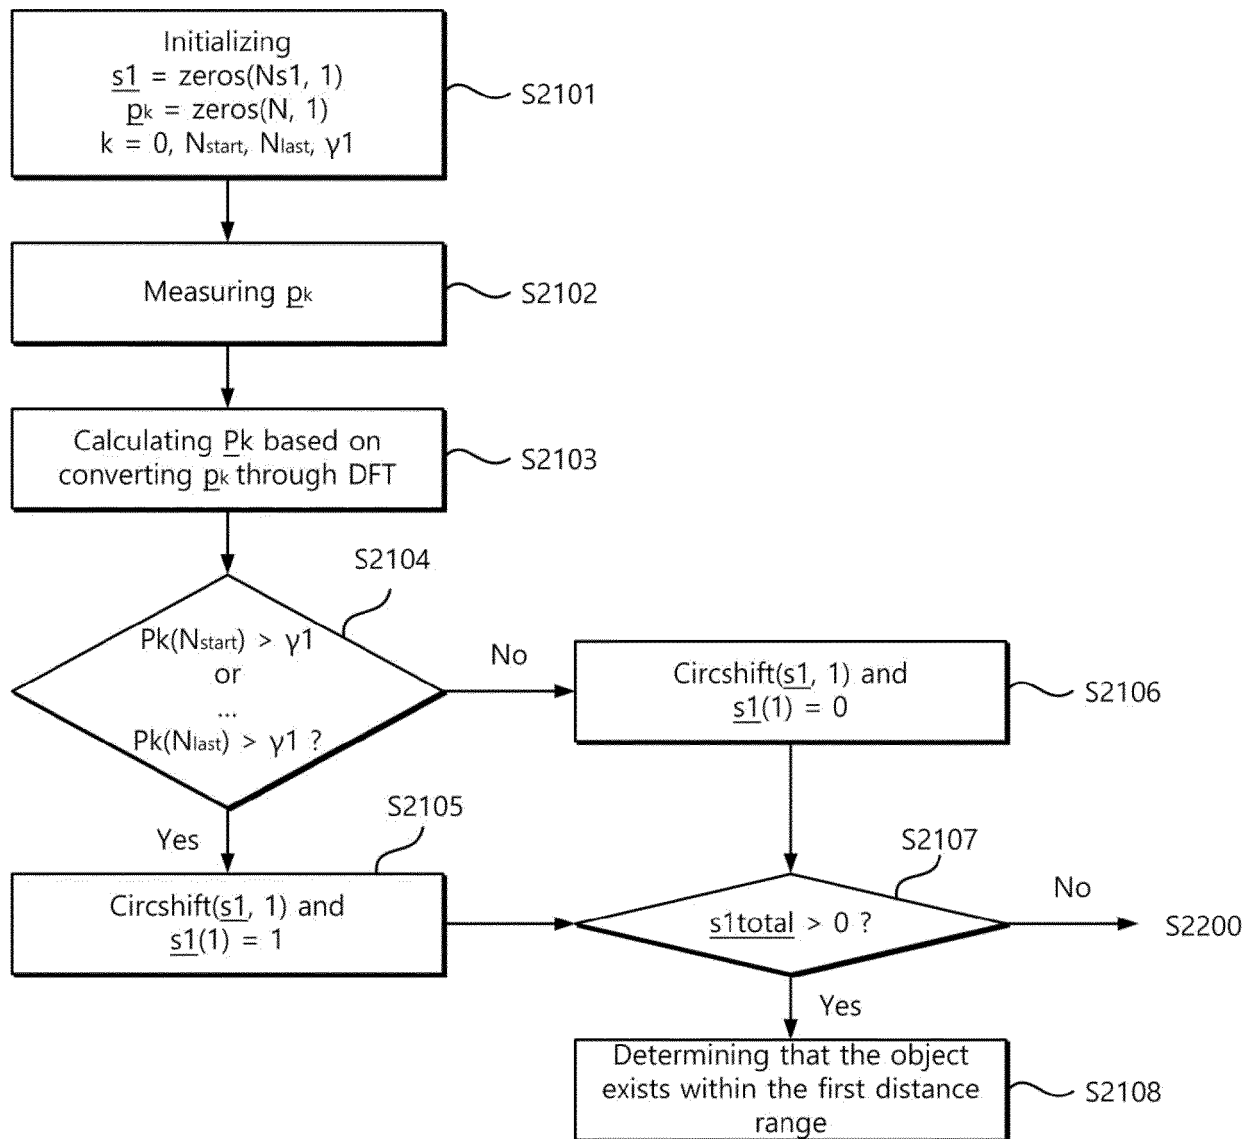 Initializing
s1 = zeros(Ns1, 1)
pk = zeros(N, 1)
k = 0, Nstart, Nlast, γ1
S2101
Measuring pk
S2102
Calculating Pk based on
converting pk through DFT
S2103
S2104
Pk(Nstart) > γ1
or
...
Pk(Nlast) > γ1 ?
No
Circshift(s1, 1) and
s1(1) = 0
S2106
Yes
S2105
Circshift(s1, 1) and
s1(1) = 1
S2107
s1total > 0 ?
No
S2200
Yes
Determining that the object
exists within the first distance
range
S2108